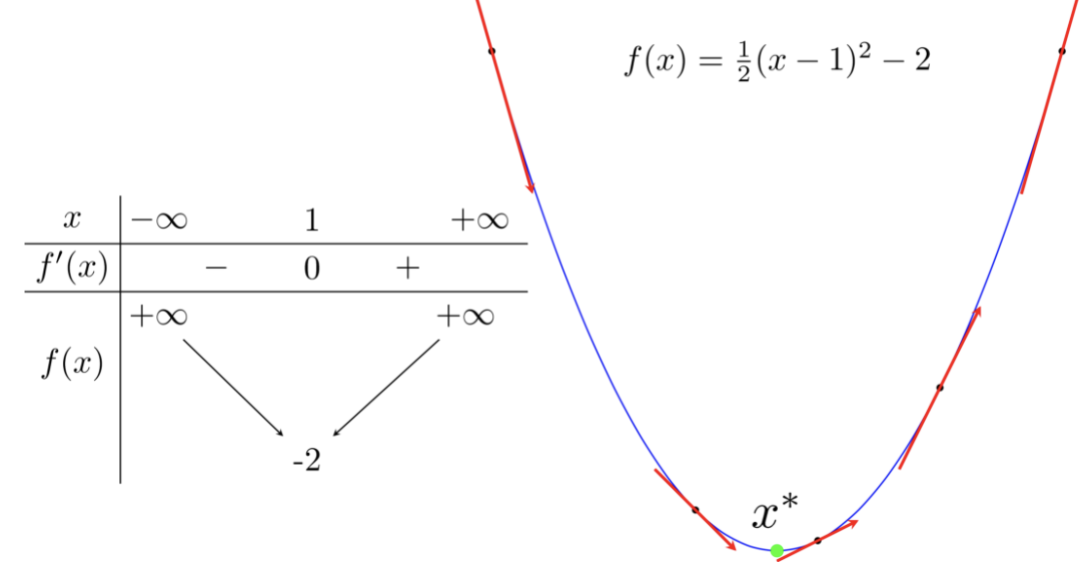 f(x) = ½(x − 1)² − 2
x −∞ 1 +∞
f′(x) − 0 +
+∞ +∞
f(x)
-2
x*